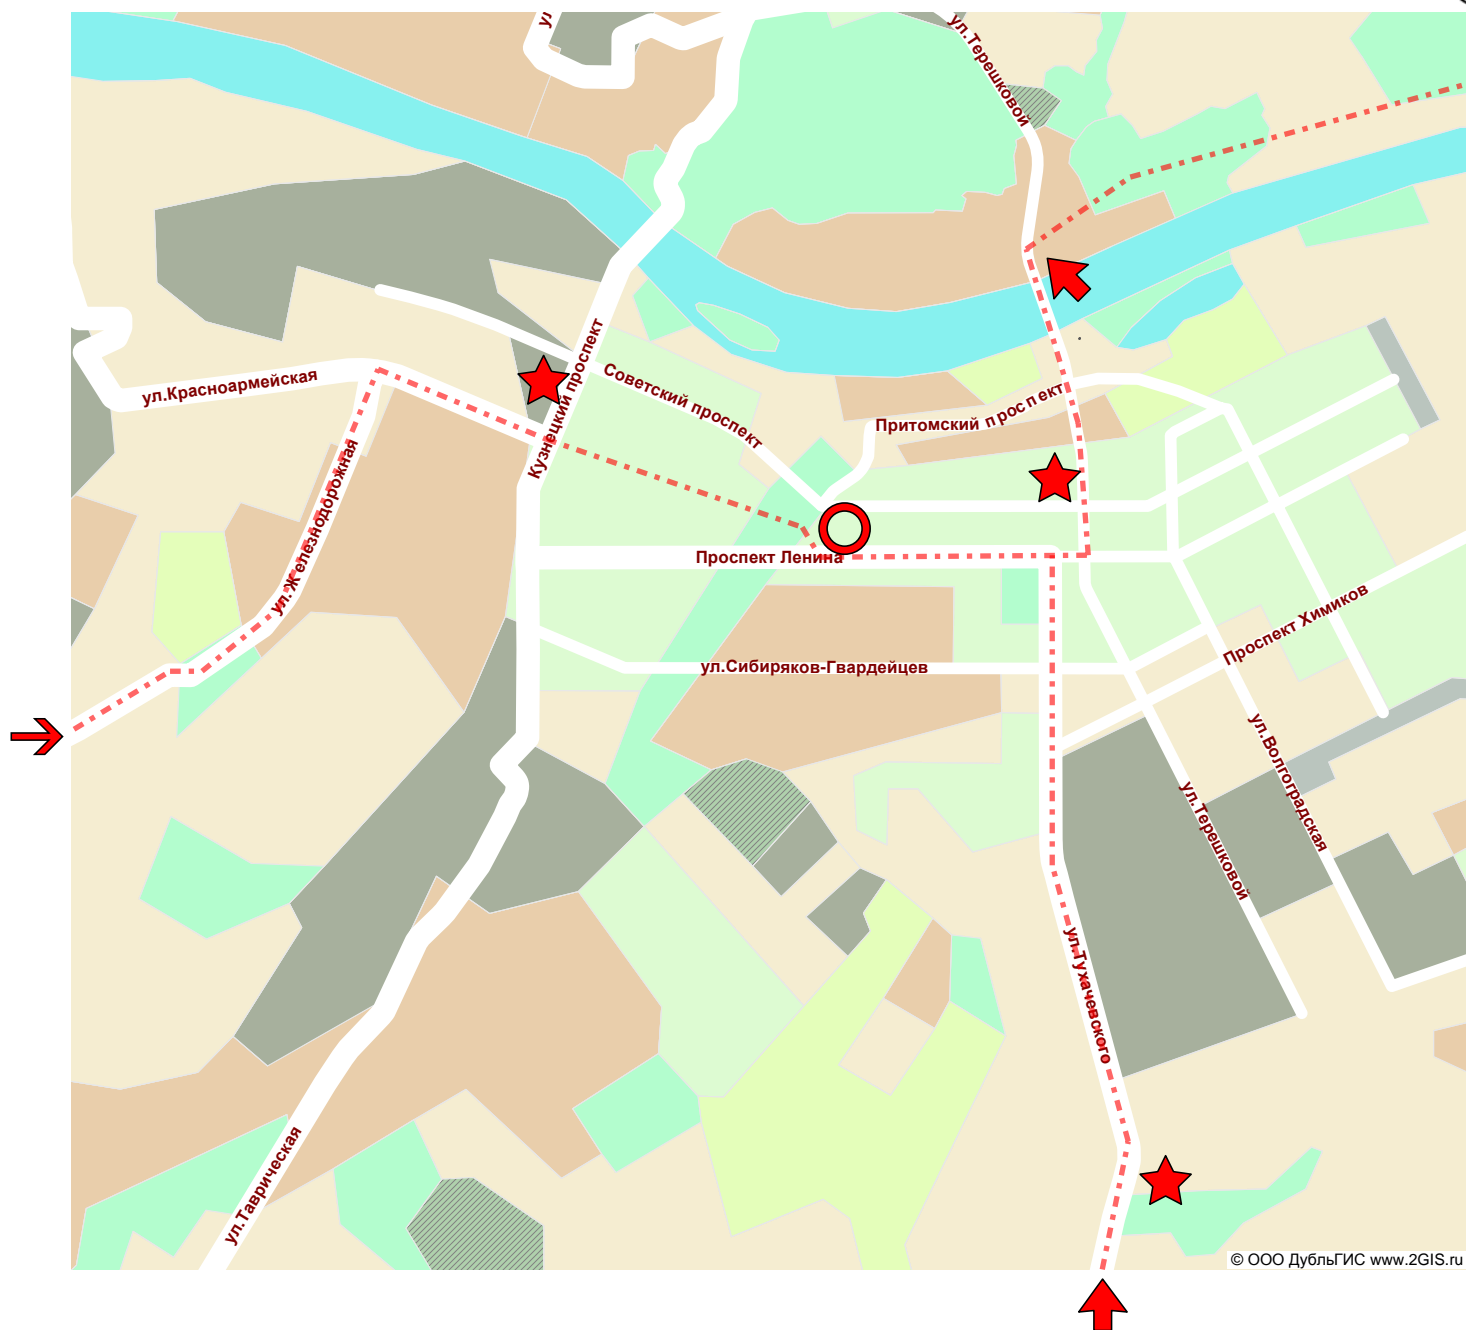 ул.
ул.Терешковой
ул.Красноармейская
Кузнецкий проспект
Советский проспект
Притомский проспект
ул.Железнодорожная
Проспект Ленина
Проспект Химиков
ул.Сибиряков-Гвардейцев
ул.Волгоградская
ул.Терешковой
ул.Тухачевского
ул.Таврическая
© ООО ДубльГИС www.2GIS.ru